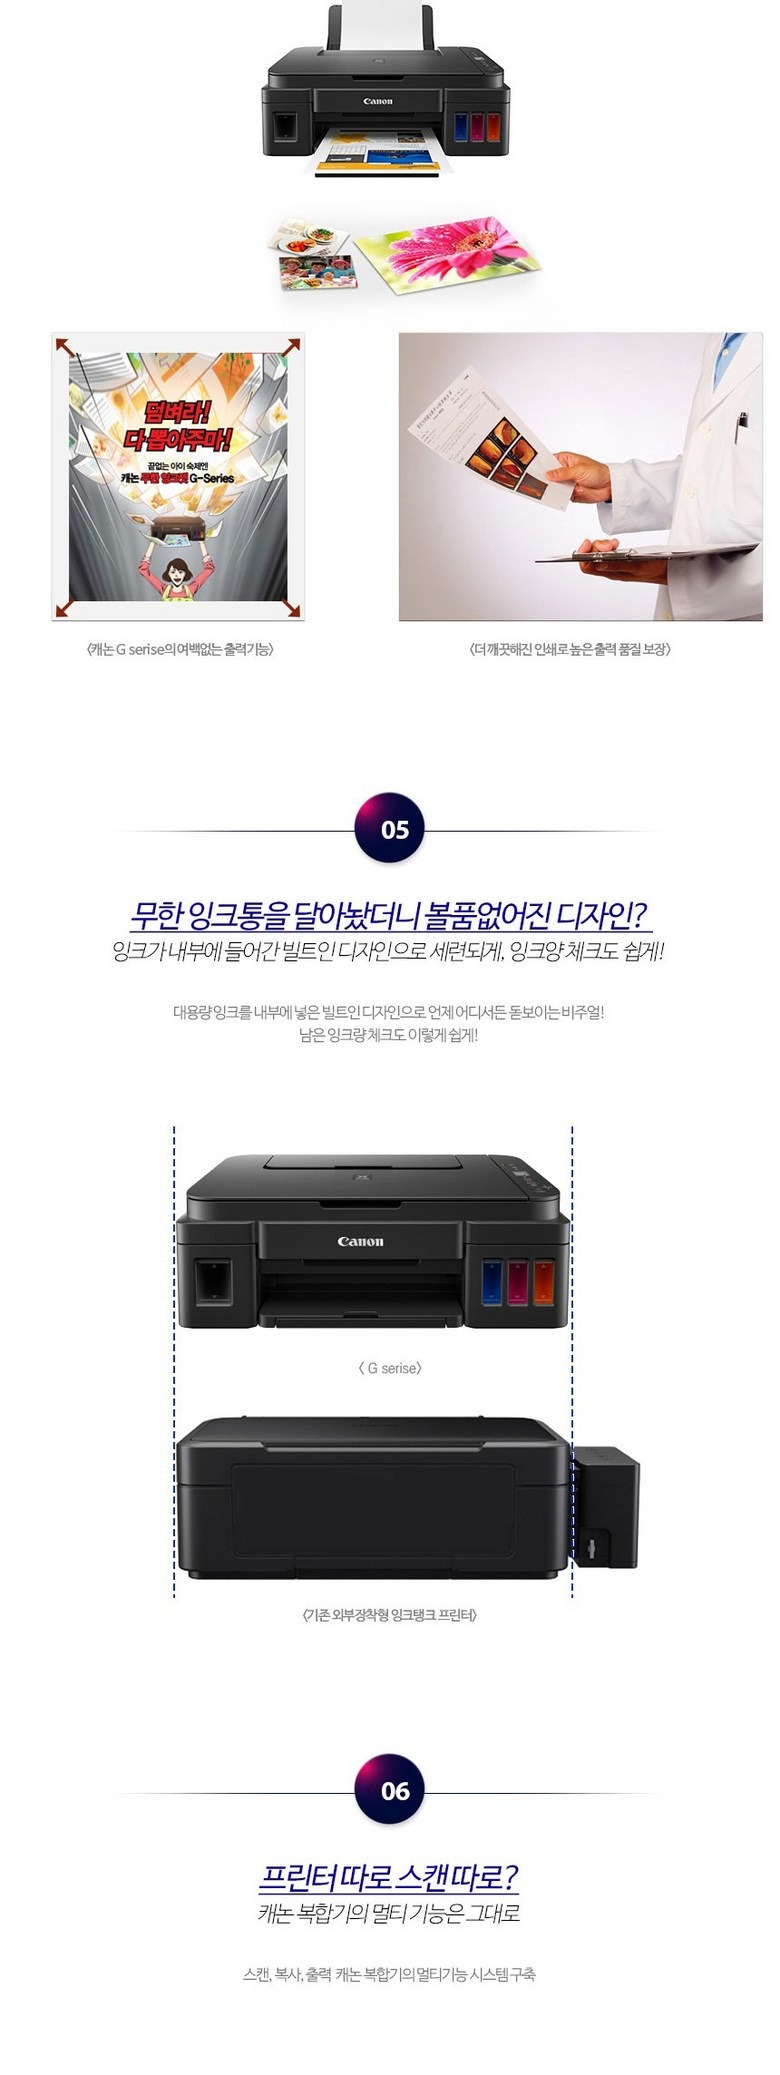 Canon
덤벼라!
다 뽑아주마!
끝없는 아이 숙제엔
캐논 무한 잉크젯 G-Series
〈캐논 G serise의 여백없는 출력기능〉
〈더 깨끗해진 인쇄로 높은 출력 품질 보장〉
05
무한 잉크통을 달아놨더니 볼품없어진 디자인?
잉크가 내부에 들어간 빌트인 디자인으로 세련되게, 잉크양 체크도 쉽게!
대용량 잉크를 내부에 넣은 빌트인 디자인으로 언제 어디서든 돋보이는 비주얼!
남은 잉크량 체크도 이렇게 쉽게!
Canon
〈 G serise〉
〈기존 외부장착형 잉크탱크 프린터〉
06
프린터 따로 스캔 따로?
캐논 복합기의 멀티 기능은 그대로
스캔, 복사, 출력 캐논 복합기의 멀티기능 시스템 구축